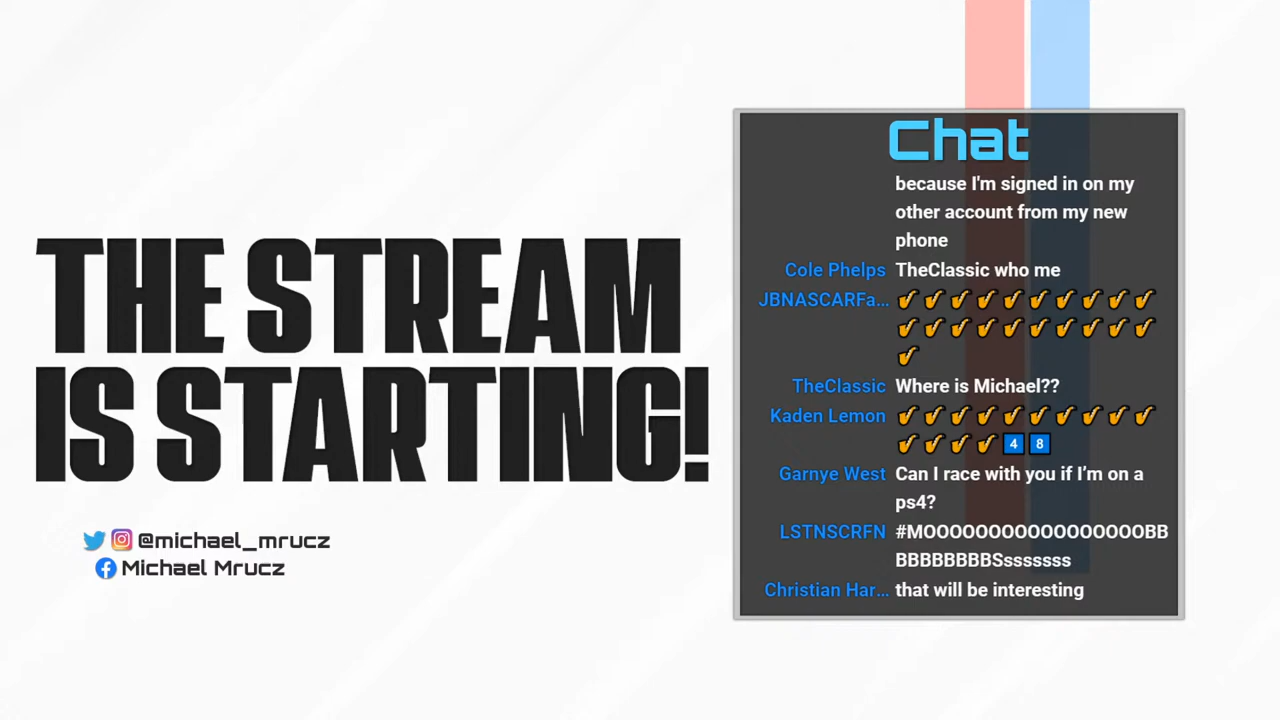 THE STREAM
IS STARTING!
@michael_mrucz
Michael Mrucz
Chat
because I'm signed in on my
other account from my new
phone
Cole Phelps TheClassic who me
JBNASCARFa...
TheClassic Where is Michael??
Kaden Lemon
4 8
Garnye West Can I race with you if I’m on a
ps4?
LSTNSCRFN #MOOOOOOOOOOOOOOOOOBB
BBBBBBBBBSsssssss
Christian Har... that will be interesting